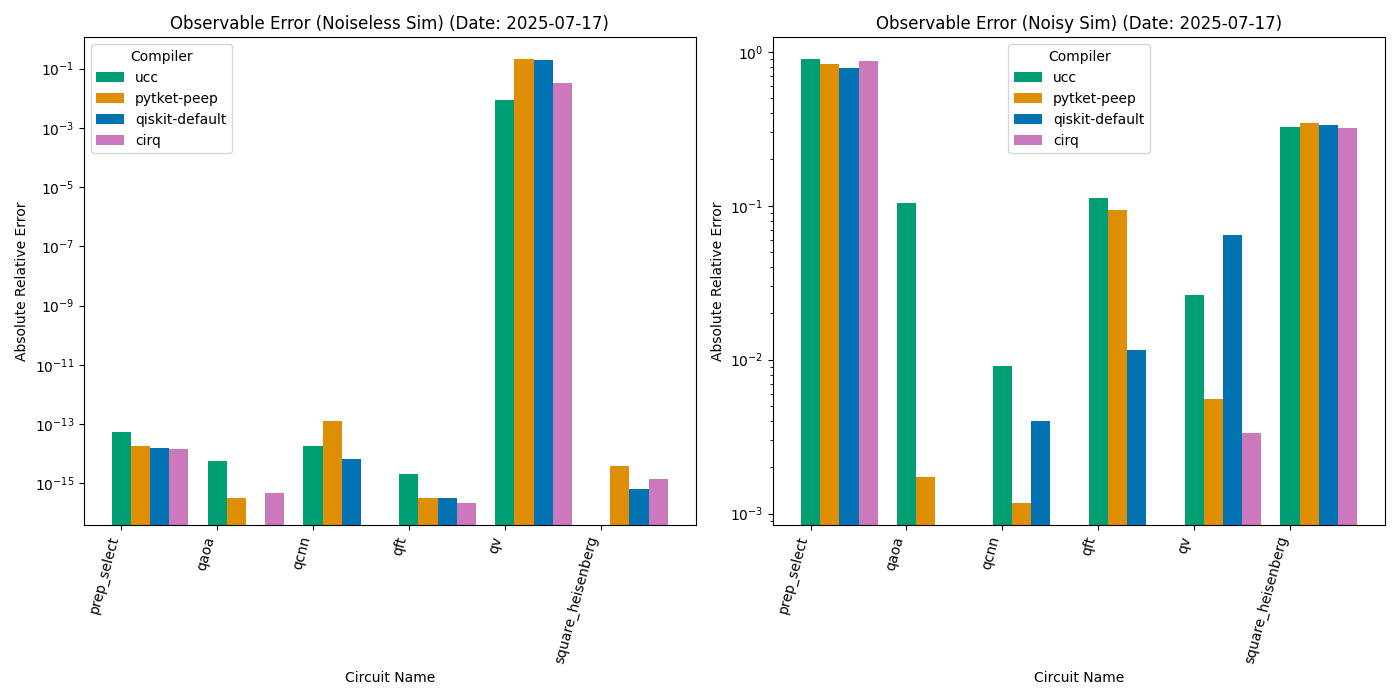 Observable Error (Noiseless Sim) (Date: 2025-07-17)
Absolute Relative Error
10⁻¹
10⁻³
10⁻⁵
10⁻⁷
10⁻⁹
10⁻¹¹
10⁻¹³
10⁻¹⁵
Compiler
ucc
pytket-peep
qiskit-default
cirq
prep_select
qaoa
qcnn
qft
qv
square_heisenberg
Circuit Name
Observable Error (Noisy Sim) (Date: 2025-07-17)
Absolute Relative Error
10⁰
10⁻¹
10⁻²
10⁻³
Compiler
ucc
pytket-peep
qiskit-default
cirq
prep_select
qaoa
qcnn
qft
qv
square_heisenberg
Circuit Name